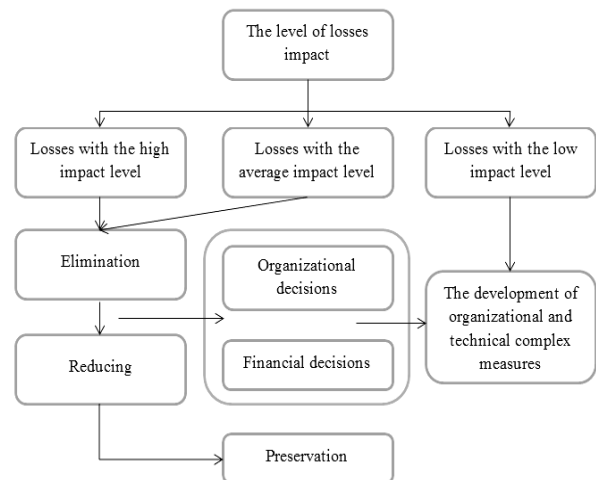 The level of losses
impact
Losses with the high
impact level
Losses with the
average impact level
Losses with the low
impact level
Elimination
Organizational
decisions
The development of
organizational and
technical complex
measures
Reducing
Financial decisions
Preservation